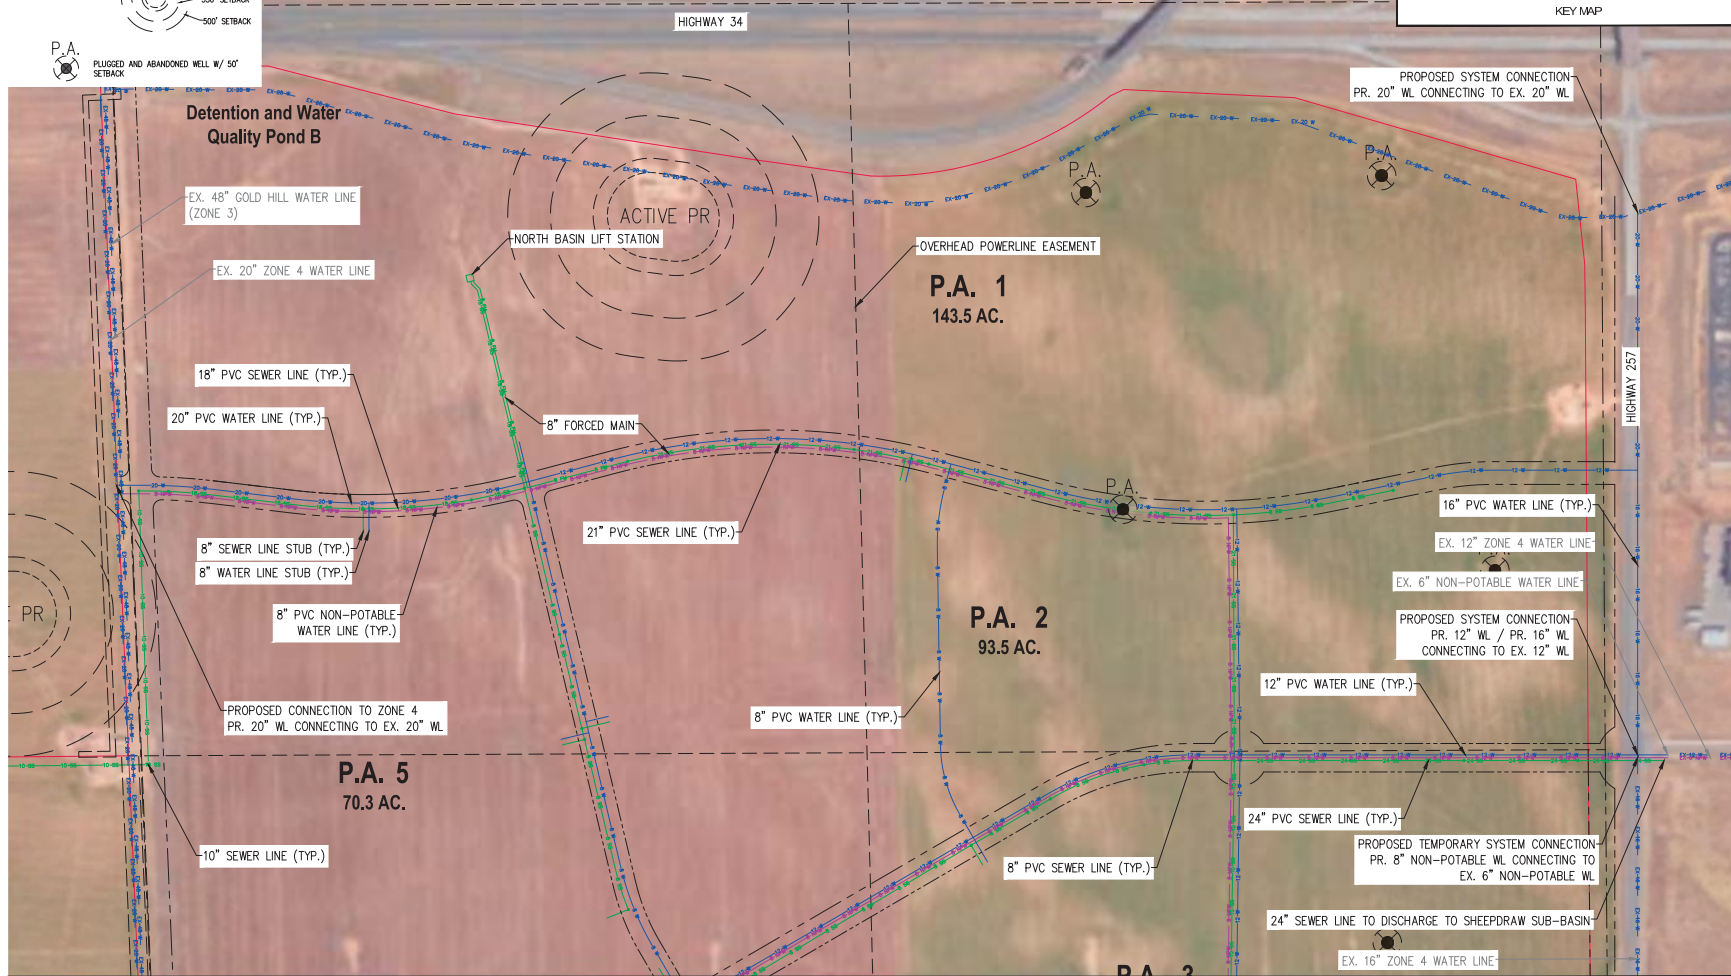 500' SETBACK
P.A.
PLUGGED AND ABANDONED WELL W/ 50'
SETBACK
HIGHWAY 34
KEY MAP
PROPOSED SYSTEM CONNECTION
PR. 20" WL CONNECTING TO EX. 20" WL
Detention and Water
Quality Pond B
P.A.
P.A.
EX. 48" GOLD HILL WATER LINE
(ZONE 3)
ACTIVE PR
NORTH BASIN LIFT STATION
OVERHEAD POWERLINE EASEMENT
EX. 20" ZONE 4 WATER LINE
P.A. 1
143.5 AC.
HIGHWAY 257
18" PVC SEWER LINE (TYP.)
20" PVC WATER LINE (TYP.)
8" FORCED MAIN
P.A.
16" PVC WATER LINE (TYP.)
21" PVC SEWER LINE (TYP.)
8" SEWER LINE STUB (TYP.)
EX. 12" ZONE 4 WATER LINE
8" WATER LINE STUB (TYP.)
EX. 6" NON-POTABLE WATER LINE
PR
8" PVC NON-POTABLE
WATER LINE (TYP.)
P.A. 2
93.5 AC.
PROPOSED SYSTEM CONNECTION
PR. 12" WL / PR. 16" WL
CONNECTING TO EX. 12" WL
12" PVC WATER LINE (TYP.)
PROPOSED CONNECTION TO ZONE 4
PR. 20" WL CONNECTING TO EX. 20" WL
8" PVC WATER LINE (TYP.)
P.A. 5
70.3 AC.
24" PVC SEWER LINE (TYP.)
10" SEWER LINE (TYP.)
8" PVC SEWER LINE (TYP.)
PROPOSED TEMPORARY SYSTEM CONNECTION
PR. 8" NON-POTABLE WL CONNECTING TO
EX. 6" NON-POTABLE WL
24" SEWER LINE TO DISCHARGE TO SHEEPDRAW SUB-BASIN
EX. 16" ZONE 4 WATER LINE
P.A. 3